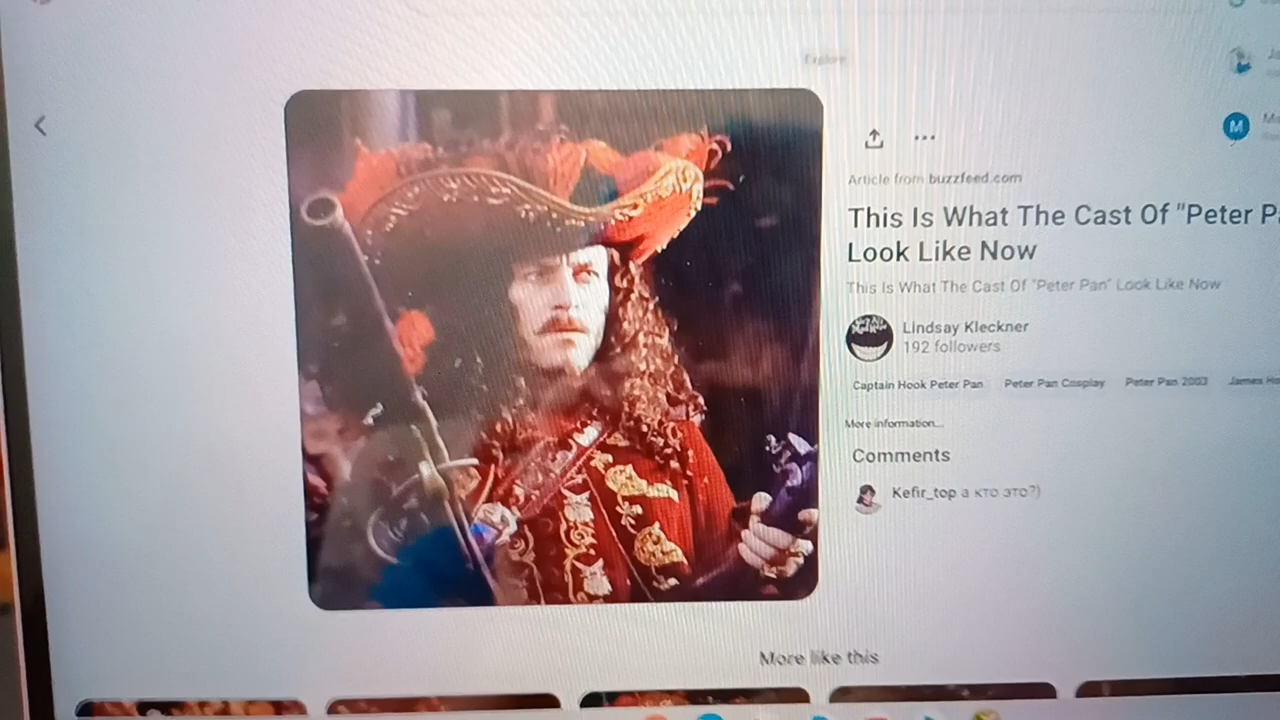 Explore
Article from buzzfeed.com
This Is What The Cast Of "Peter P
Look Like Now
This Is What The Cast Of "Peter Pan" Look Like Now
Lindsay Kleckner
192 followers
Captain Hook Peter Pan Peter Pan Cosplay Peter Pan 2003 James
More information...
Comments
Kefir_top а кто это?)
More like this
M